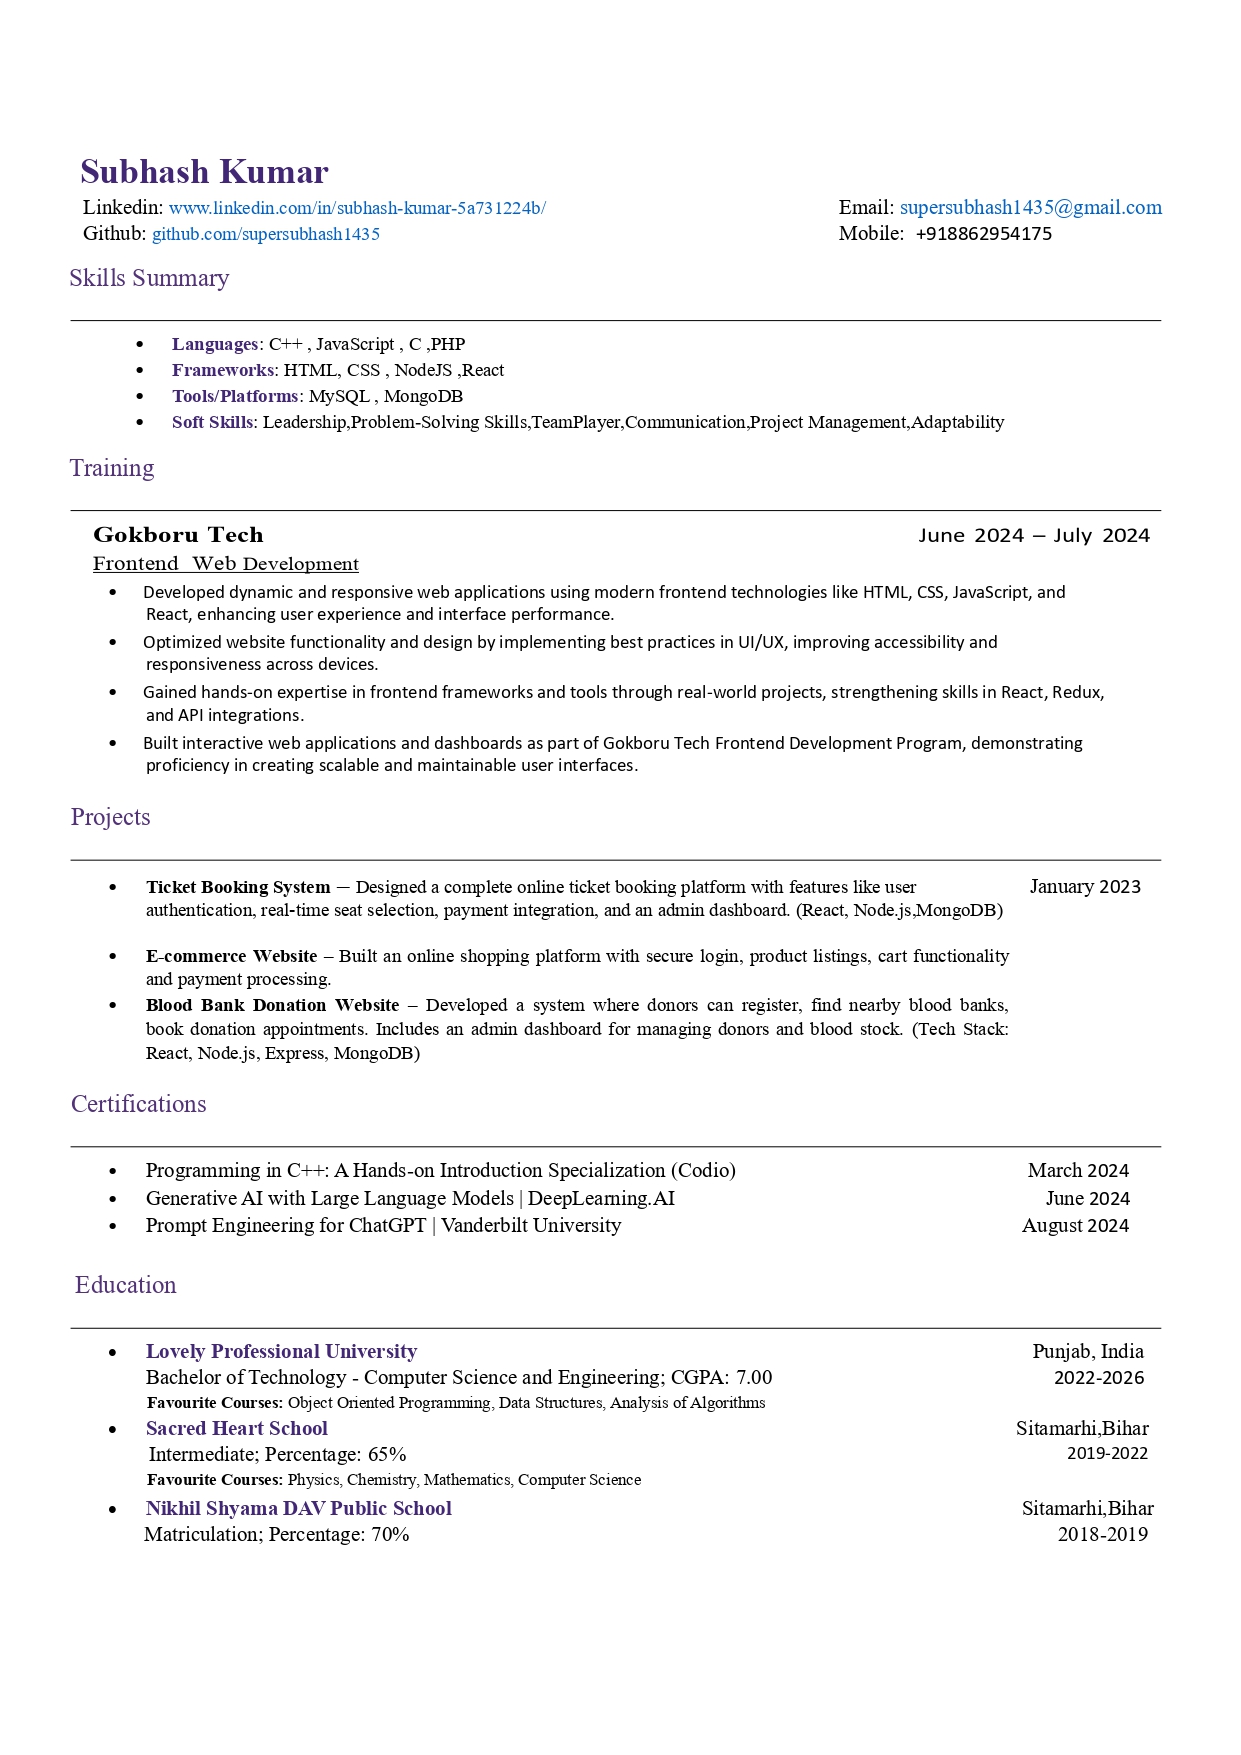 Subhash Kumar
Linkedin: www.linkedin.com/in/subhash-kumar-5a731224b/ Email: supersubhash1435@gmail.com
Github: github.com/supersubhash1435 Mobile: +918862954175
Skills Summary
• Languages: C++ , JavaScript , C ,PHP
• Frameworks: HTML, CSS , NodeJS ,React
• Tools/Platforms: MySQL , MongoDB
• Soft Skills: Leadership,Problem-Solving Skills,TeamPlayer,Communication,Project Management,Adaptability
Training
Gokboru Tech June 2024 – July 2024
Frontend Web Development
• Developed dynamic and responsive web applications using modern frontend technologies like HTML, CSS, JavaScript, and
React, enhancing user experience and interface performance.
• Optimized website functionality and design by implementing best practices in UI/UX, improving accessibility and
responsiveness across devices.
• Gained hands-on expertise in frontend frameworks and tools through real-world projects, strengthening skills in React, Redux,
and API integrations.
• Built interactive web applications and dashboards as part of Gokboru Tech Frontend Development Program, demonstrating
proficiency in creating scalable and maintainable user interfaces.
Projects
• Ticket Booking System — Designed a complete online ticket booking platform with features like user January 2023
authentication, real-time seat selection, payment integration, and an admin dashboard. (React, Node.js,MongoDB)
• E-commerce Website – Built an online shopping platform with secure login, product listings, cart functionality
and payment processing.
• Blood Bank Donation Website – Developed a system where donors can register, find nearby blood banks,
book donation appointments. Includes an admin dashboard for managing donors and blood stock. (Tech Stack:
React, Node.js, Express, MongoDB)
Certifications
• Programming in C++: A Hands-on Introduction Specialization (Codio) March 2024
• Generative AI with Large Language Models | DeepLearning.AI June 2024
• Prompt Engineering for ChatGPT | Vanderbilt University August 2024
Education
• Lovely Professional University Punjab, India
Bachelor of Technology - Computer Science and Engineering; CGPA: 7.00 2022-2026
Favourite Courses: Object Oriented Programming, Data Structures, Analysis of Algorithms
• Sacred Heart School Sitamarhi,Bihar
Intermediate; Percentage: 65% 2019-2022
Favourite Courses: Physics, Chemistry, Mathematics, Computer Science
• Nikhil Shyama DAV Public School Sitamarhi,Bihar
Matriculation; Percentage: 70% 2018-2019